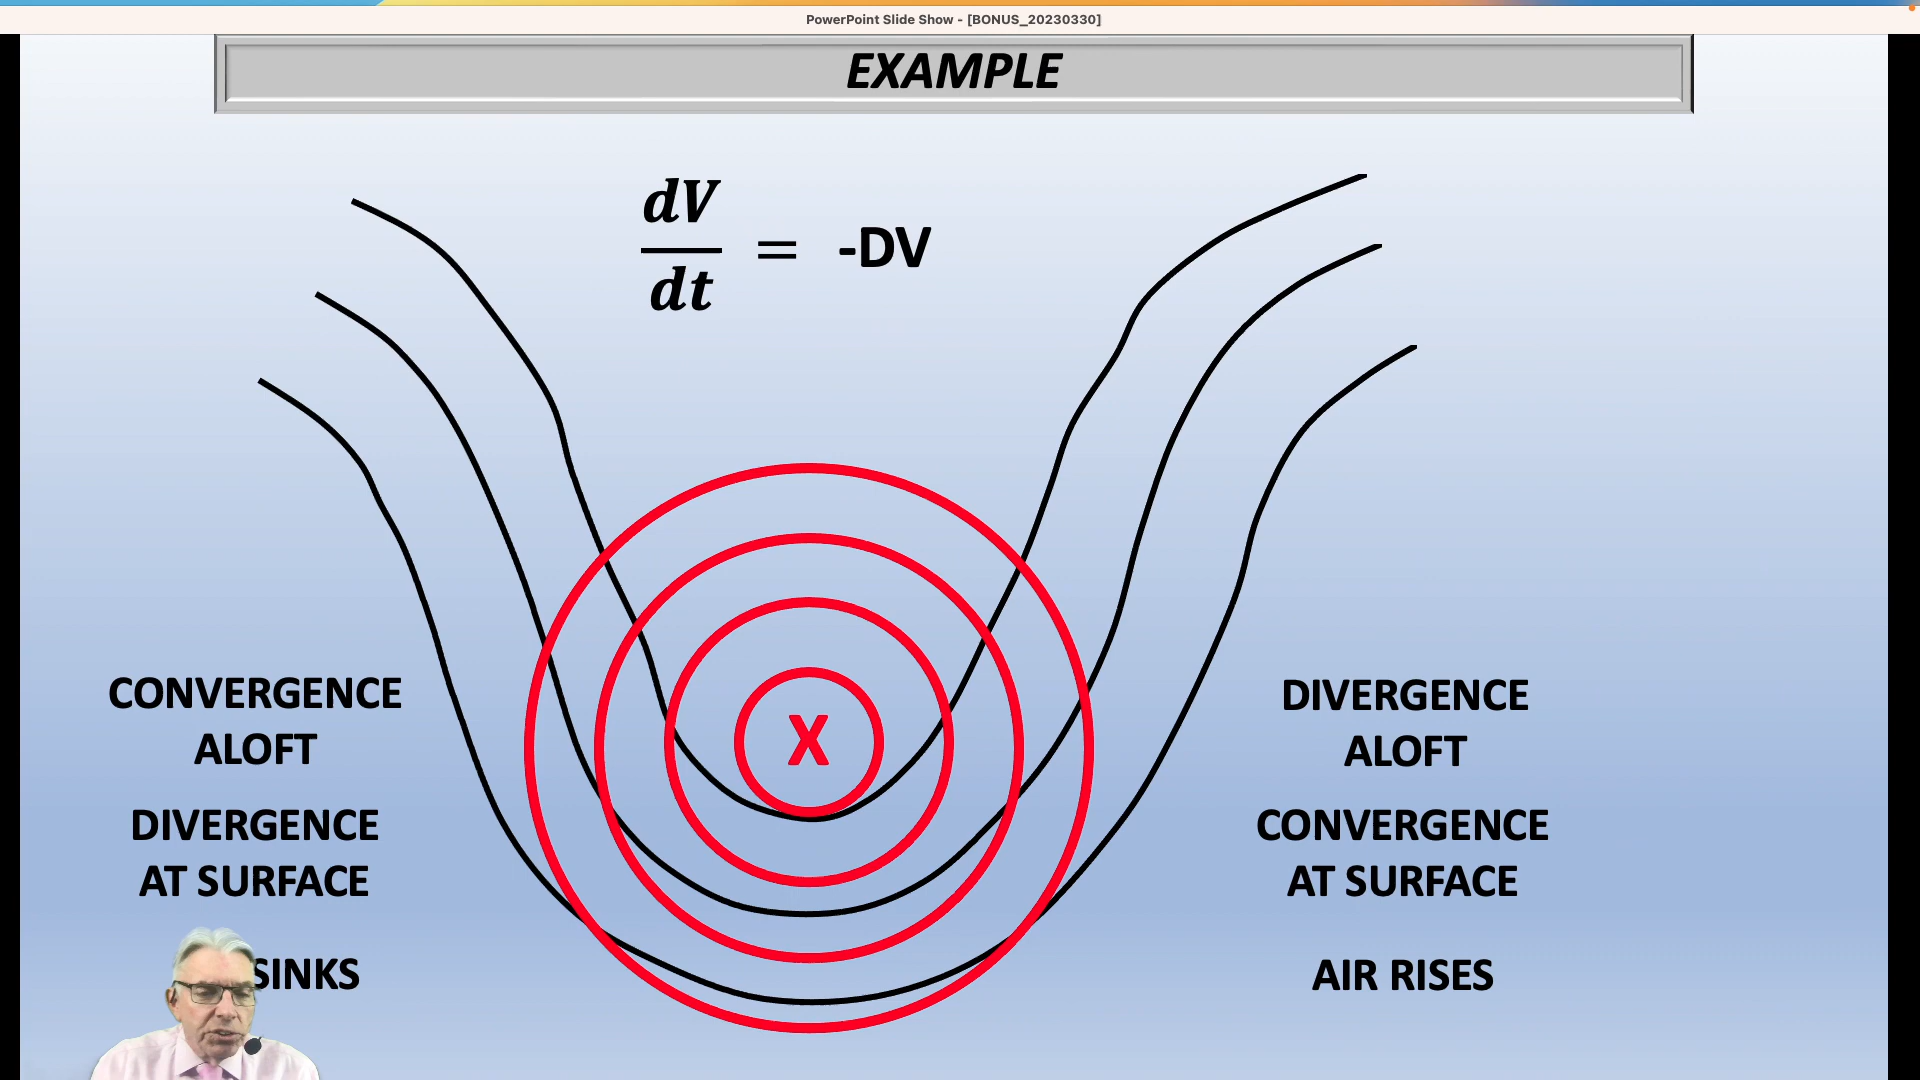 PowerPoint Slide Show - [BONUS_20230330]
EXAMPLE
dV
dt
= -DV
X
CONVERGENCE
ALOFT
DIVERGENCE
AT SURFACE
SINKS
DIVERGENCE
ALOFT
CONVERGENCE
AT SURFACE
AIR RISES